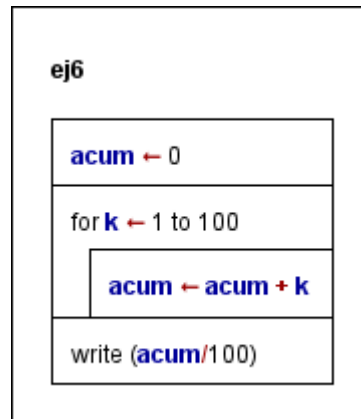 ej6
acum ← 0
for k ← 1 to 100
acum ← acum + k
write (acum/100)